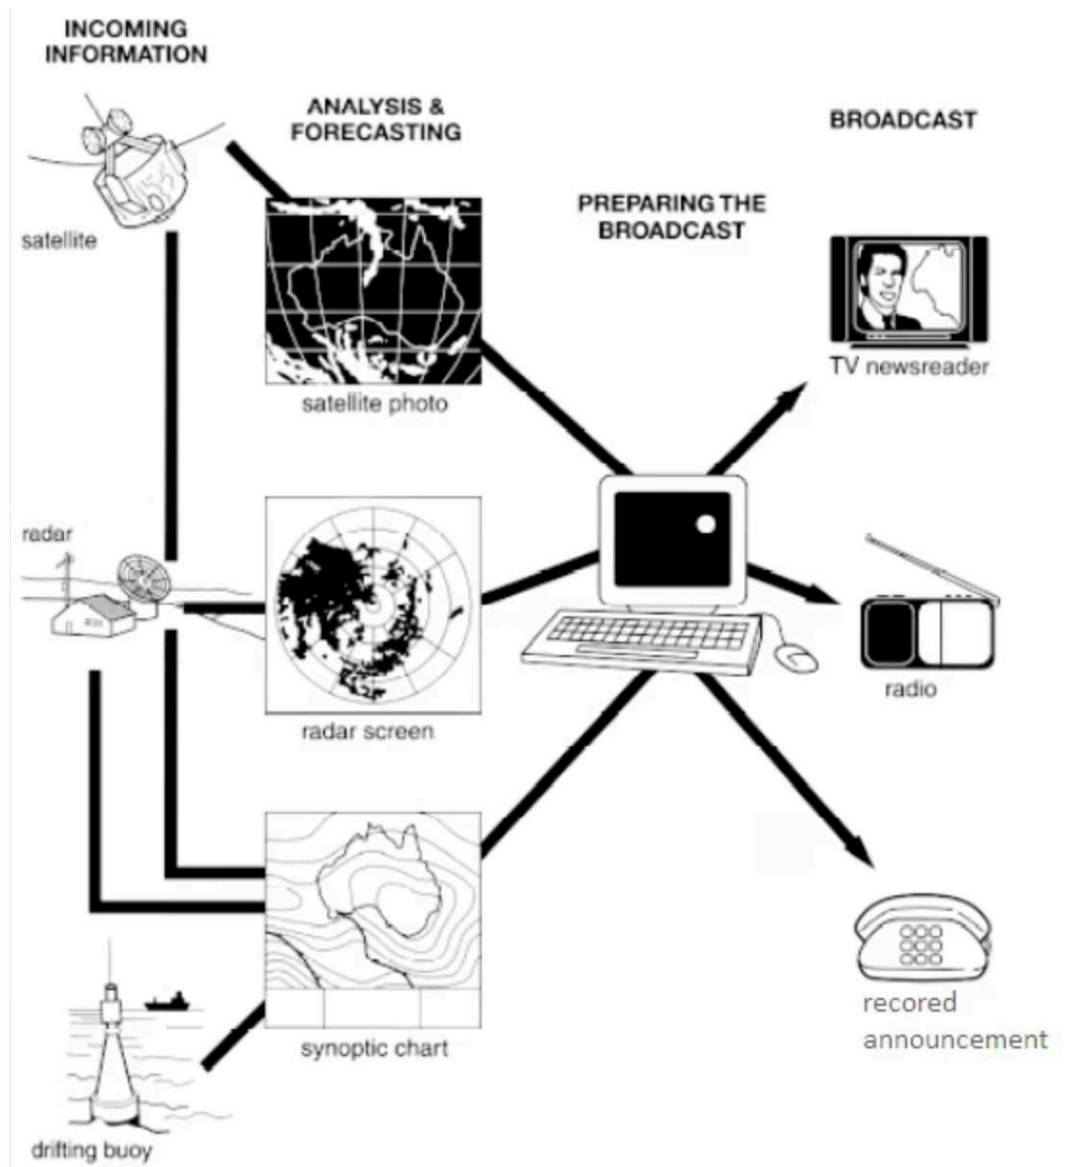 INCOMING
INFORMATION
ANALYSIS &
FORECASTING
BROADCAST
PREPARING THE
BROADCAST
satellite
TV newsreader
satellite photo
radar
radio
radar screen
recored
announcement
synoptic chart
drifting buoy